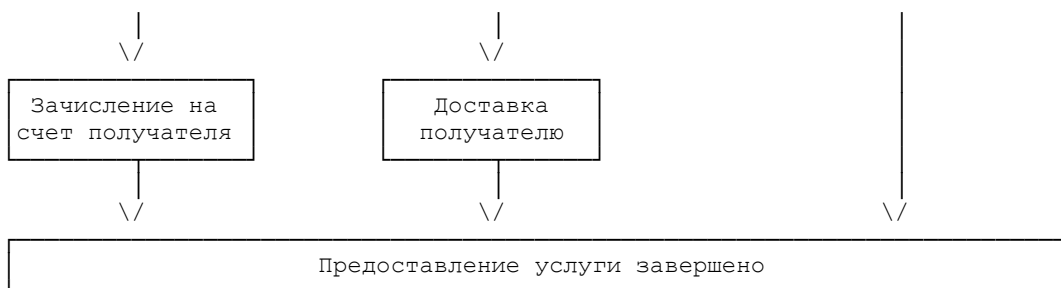 Зачисление на
счет получателя
Доставка
получателю
Предоставление услуги завершено